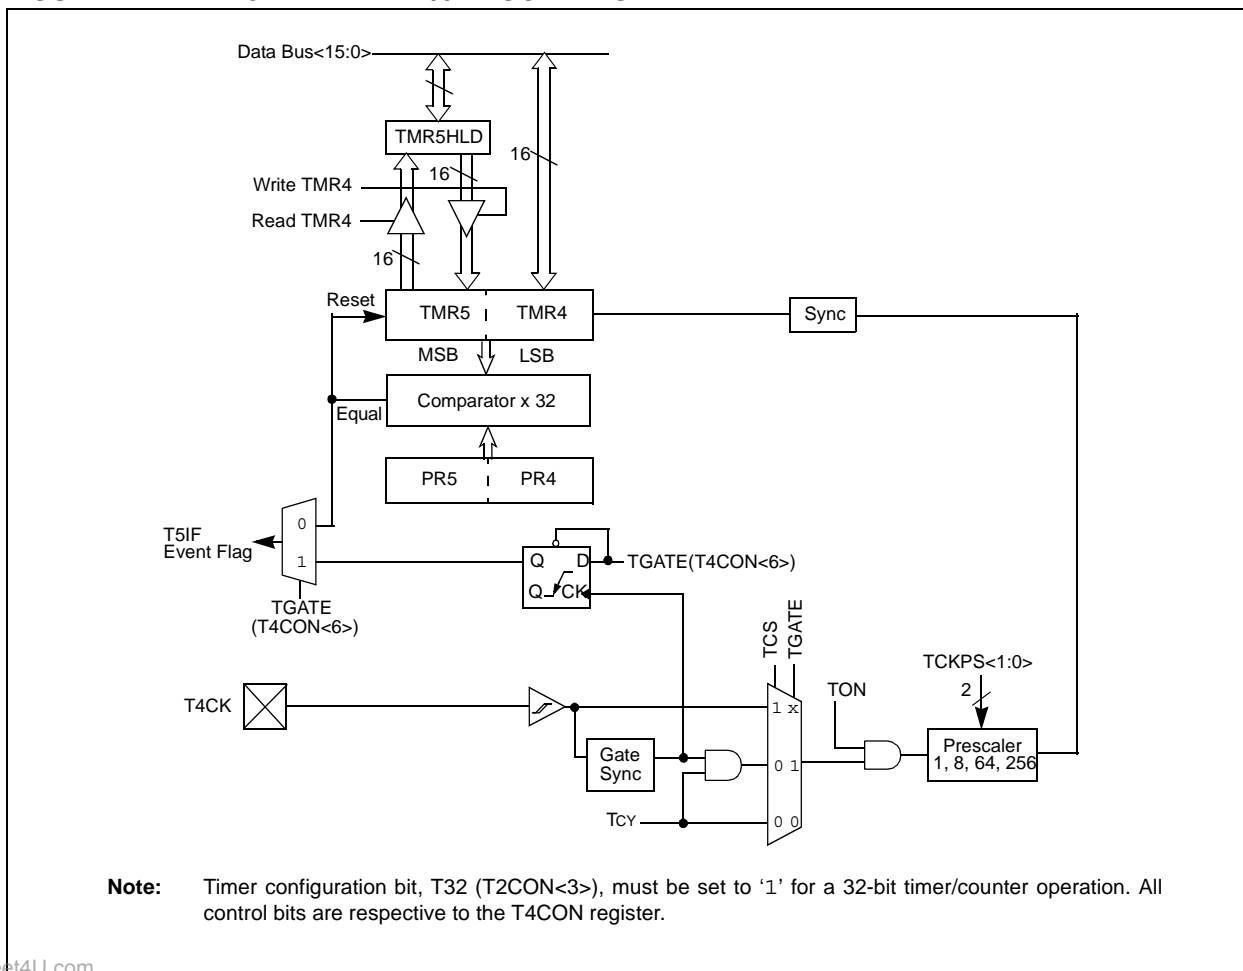 Data Bus<15:0>
TMR5HLD
16
16
Write TMR4
Read TMR4
16
Reset
TMR5
TMR4
Sync
MSB
LSB
Comparator x 32
Equal
PR5
PR4
0
T5IF
Event Flag
1
Q
D
TGATE(T4CON<6>)
Q
CK
TGATE
(T4CON<6>)
TCS
TGATE
TCKPS<1:0>
2
TON
T4CK
1 x
Gate
Sync
0 1
Prescaler
1, 8, 64, 256
TCY
0 0
Note: Timer configuration bit, T32 (T2CON<3>), must be set to ‘1’ for a 32-bit timer/counter operation. All
control bits are respective to the T4CON register.